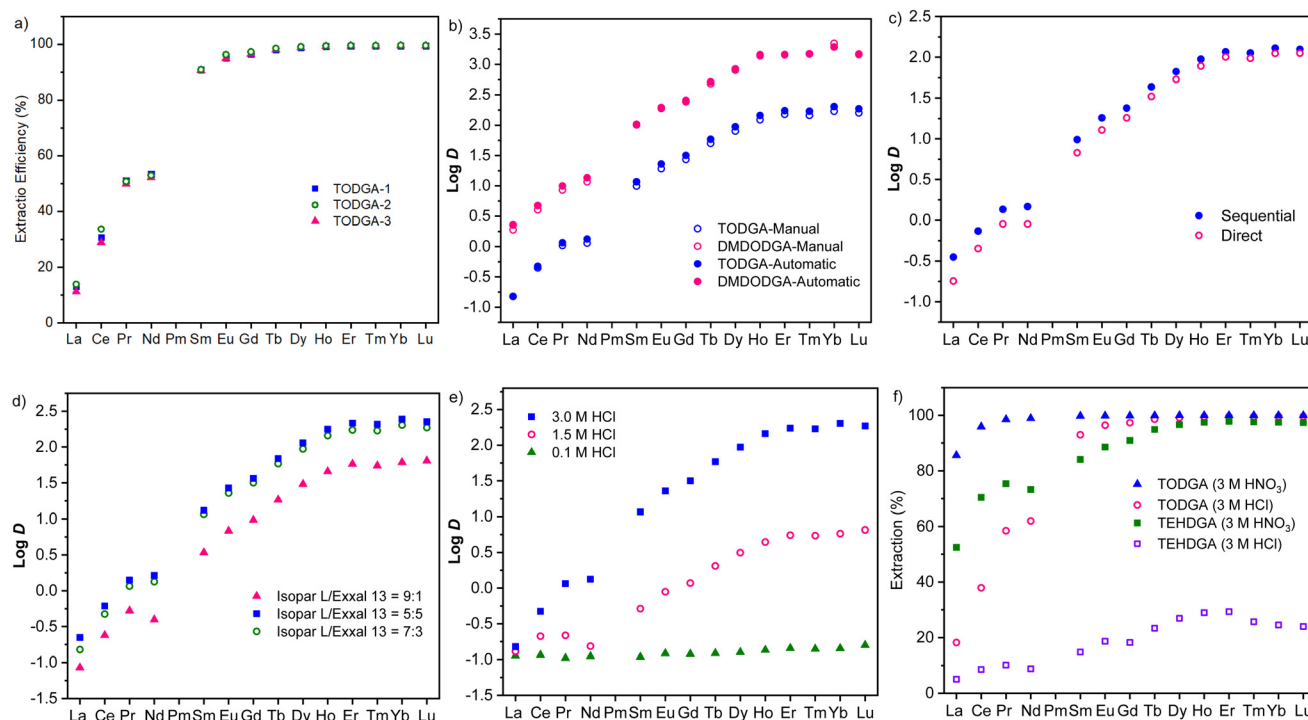 a)
Extractio Efficiency (%)
100
80
60
40
20
0
TODGA-1
TODGA-2
TODGA-3
La Ce Pr Nd Pm Sm Eu Gd Tb Dy Ho Er Tm Yb Lu
b)
Log D
3.5
3.0
2.5
2.0
1.5
1.0
0.5
0.0
-0.5
-1.0
TODGA-Manual
DMDODGA-Manual
TODGA-Automatic
DMDODGA-Automatic
La Ce Pr Nd Pm Sm Eu Gd Tb Dy Ho Er Tm Yb Lu
c)
Log D
2.5
2.0
1.5
1.0
0.5
0.0
-0.5
-1.0
Sequential
Direct
La Ce Pr Nd Pm Sm Eu Gd Tb Dy Ho Er Tm Yb Lu
d)
Log D
2.5
2.0
1.5
1.0
0.5
0.0
-0.5
-1.0
-1.5
Isopar L/Exxal 13 = 9:1
Isopar L/Exxal 13 = 5:5
Isopar L/Exxal 13 = 7:3
La Ce Pr Nd Pm Sm Eu Gd Tb Dy Ho Er Tm Yb Lu
e)
Log D
2.5
2.0
1.5
1.0
0.5
0.0
-0.5
-1.0
-1.5
3.0 M HCl
1.5 M HCl
0.1 M HCl
La Ce Pr Nd Pm Sm Eu Gd Tb Dy Ho Er Tm Yb Lu
f)
Extraction (%)
100
80
60
40
20
0
TODGA (3 M HNO₃)
TODGA (3 M HCl)
TEHDGA (3 M HNO₃)
TEHDGA (3 M HCl)
La Ce Pr Nd Pm Sm Eu Gd Tb Dy Ho Er Tm Yb Lu